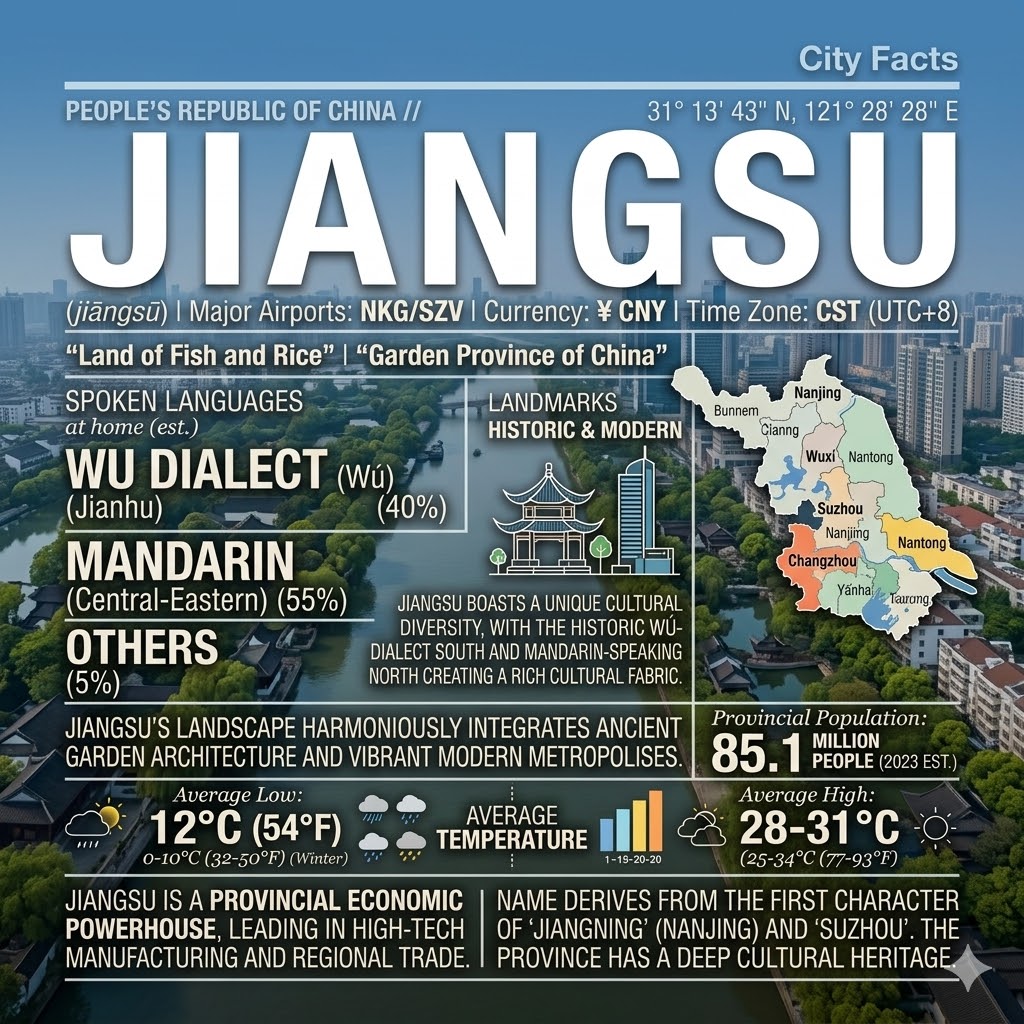 City Facts
PEOPLE'S REPUBLIC OF CHINA //
31° 13' 43" N, 121° 28' 28" E
JIANGSU
(jiāngsū) | Major Airports: NKG/SZV | Currency: ¥ CNY | Time Zone: CST (UTC+8)
“Land of Fish and Rice” | “Garden Province of China”
SPOKEN LANGUAGES
at home (est.)
WU DIALECT (Wú)
(Jianhu) (40%)
MANDARIN
(Central-Eastern) (55%)
OTHERS
(5%)
LANDMARKS
HISTORIC & MODERN
JIANGSU BOASTS A UNIQUE CULTURAL
DIVERSITY, WITH THE HISTORIC WÚ-
DIALECT SOUTH AND MANDARIN-SPEAKING
NORTH CREATING A RICH CULTURAL FABRIC.
Nanjing
Bunnem
Cianng
Wuxi
Nantong
Suzhou
Nanjimg
Nantong
Changzhou
Yánhai
JIANGSU'S LANDSCAPE HARMONIOUSLY INTEGRATES ANCIENT
GARDEN ARCHITECTURE AND VIBRANT MODERN METROPOLISES.
Provincial Population:
85.1 MILLION
PEOPLE (2023 EST.)
Average Low:
12°C (54°F)
0-10°C (32-50°F) (Winter)
AVERAGE
TEMPERATURE
1-19-20-20
Average High:
28-31°C
(25-34°C (77-93°F)
JIANGSU IS A PROVINCIAL ECONOMIC
POWERHOUSE, LEADING IN HIGH-TECH
MANUFACTURING AND REGIONAL TRADE.
NAME DERIVES FROM THE FIRST CHARACTER
OF ‘JIANGNING’ (NANJING) AND ‘SUZHOU’. THE
PROVINCE HAS A DEEP CULTURAL HERITAGE.